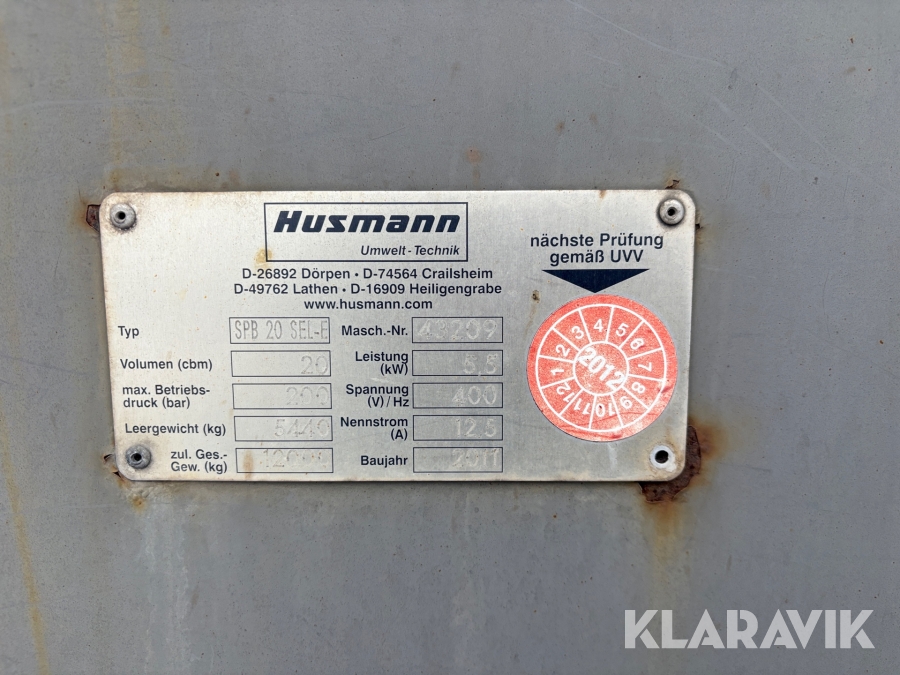 Husmann
Umwelt-Technik
D-26892 Dörpen • D-74564 Crailsheim
D-49762 Lathen • D-16909 Heiligengrabe
www.husmann.com
nächste Prüfung
gemäß UVV
Typ SPB 20 SEL-E Masch.-Nr. 43209
Volumen (cbm) 20 Leistung (kW) 5,5
max. Betriebs-druck (bar) 200 Spannung (V) / Hz 400
Leergewicht (kg) 5440 Nennstrom (A) 12.5
zul. Ges.-Gew. (kg) Baujahr 2011
1 2 3 4 5 6 7 8 9 10 11 12
2012
KLARAVIK